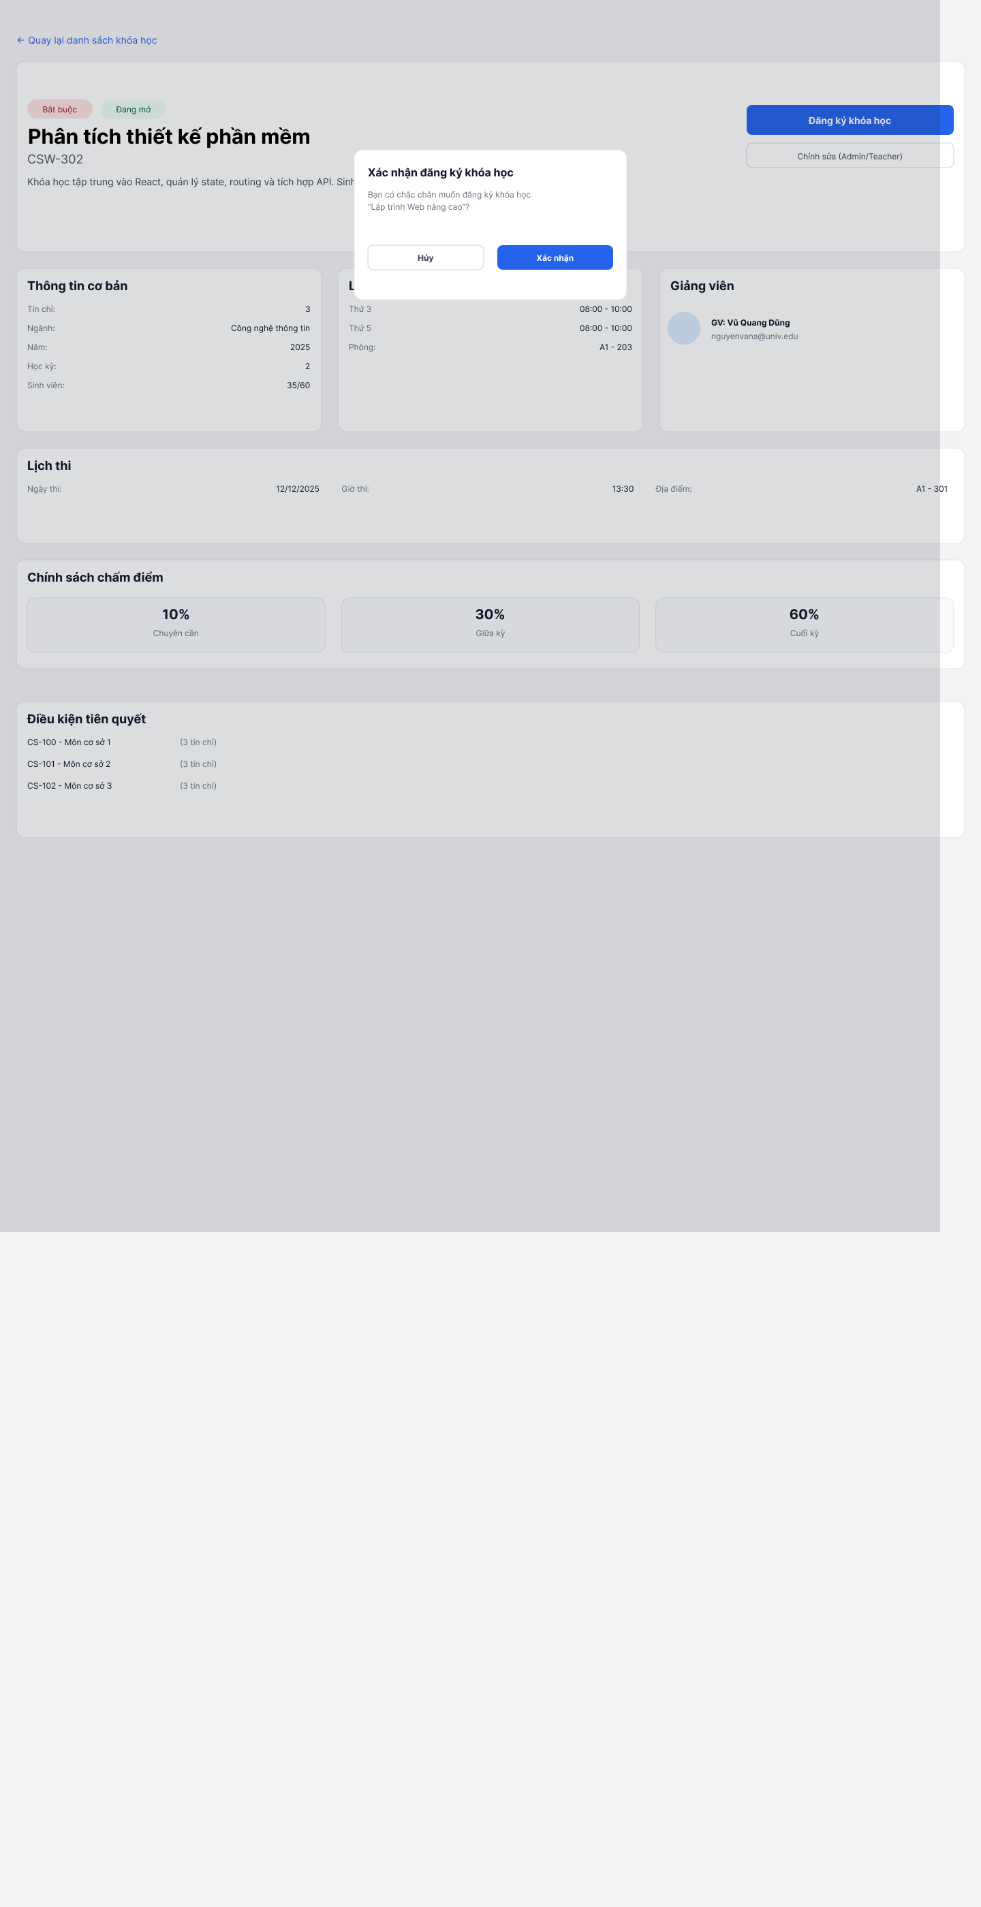 ← Quay lại danh sách khóa học
Bắt buộc
Đang mở
Phân tích thiết kế phần mềm
CSW-302
Khóa học tập trung vào React, quản lý state, routing và tích hợp API. Sinh
Đăng ký khóa học
Chỉnh sửa (Admin/Teacher)
Xác nhận đăng ký khóa học
Bạn có chắc chắn muốn đăng ký khóa học
"Lập trình Web nâng cao"?
Hủy
Xác nhận
Thông tin cơ bản
Tín chỉ: 3
Ngành: Công nghệ thông tin
Năm: 2025
Học kỳ: 2
Sinh viên: 35/60
L
Thứ 3 08:00 - 10:00
Thứ 5 08:00 - 10:00
Phòng: A1 - 203
Giảng viên
GV: Vũ Quang Dũng
nguyenvana@univ.edu
Lịch thi
Ngày thi: 12/12/2025 Giờ thi: 13:30 Địa điểm: A1 - 301
Chính sách chấm điểm
10%
Chuyên cần
30%
Giữa kỳ
60%
Cuối kỳ
Điều kiện tiên quyết
CS-100 - Môn cơ sở 1 (3 tín chỉ)
CS-101 - Môn cơ sở 2 (3 tín chỉ)
CS-102 - Môn cơ sở 3 (3 tín chỉ)